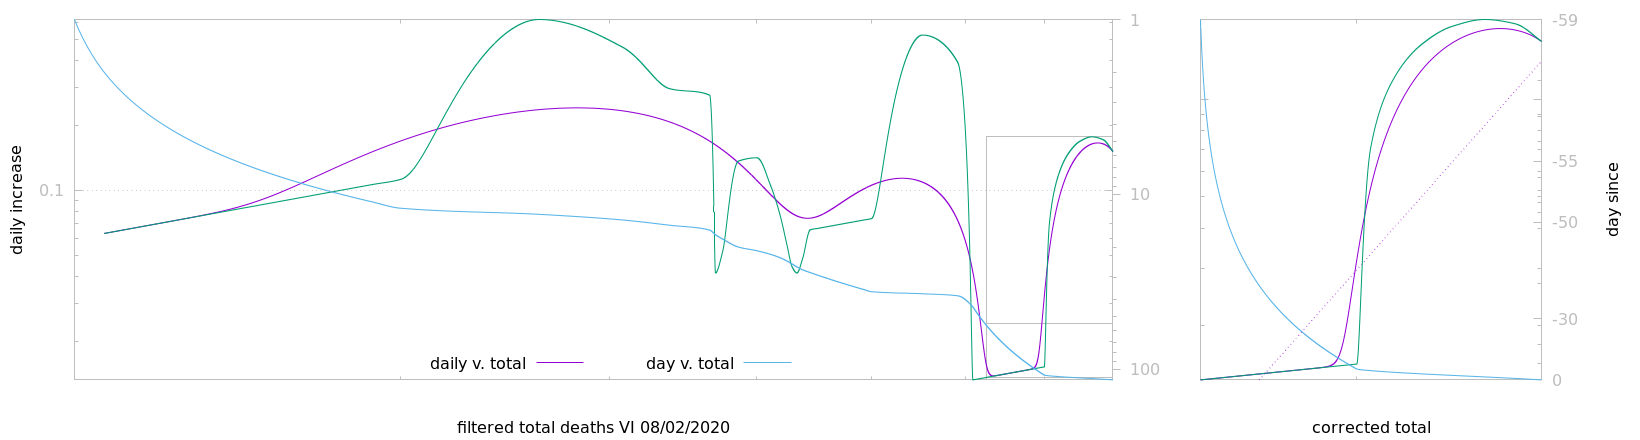 daily increase
0.1
1
10
100
daily v. total
day v. total
filtered total deaths VI 08/02/2020
-59
-55
-50
-30
0
day since
corrected total